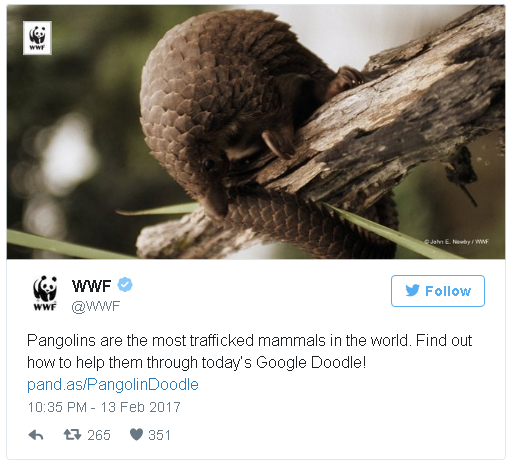 WWF
© John E. Newby / WWF
WWF
WWF
@WWF
Follow
Pangolins are the most trafficked mammals in the world. Find out
how to help them through today's Google Doodle!
pand.as/PangolinDoodle
10:35 PM - 13 Feb 2017
265 351